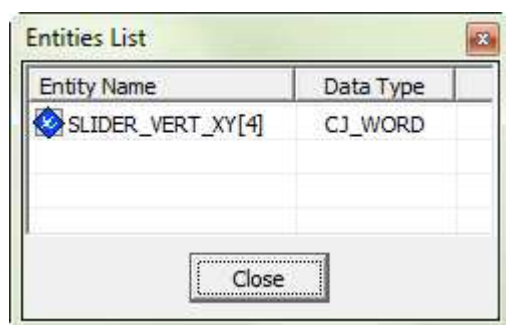 Entities List
Entity Name Data Type
SLIDER_VERT_XY[4] CJ_WORD
Close